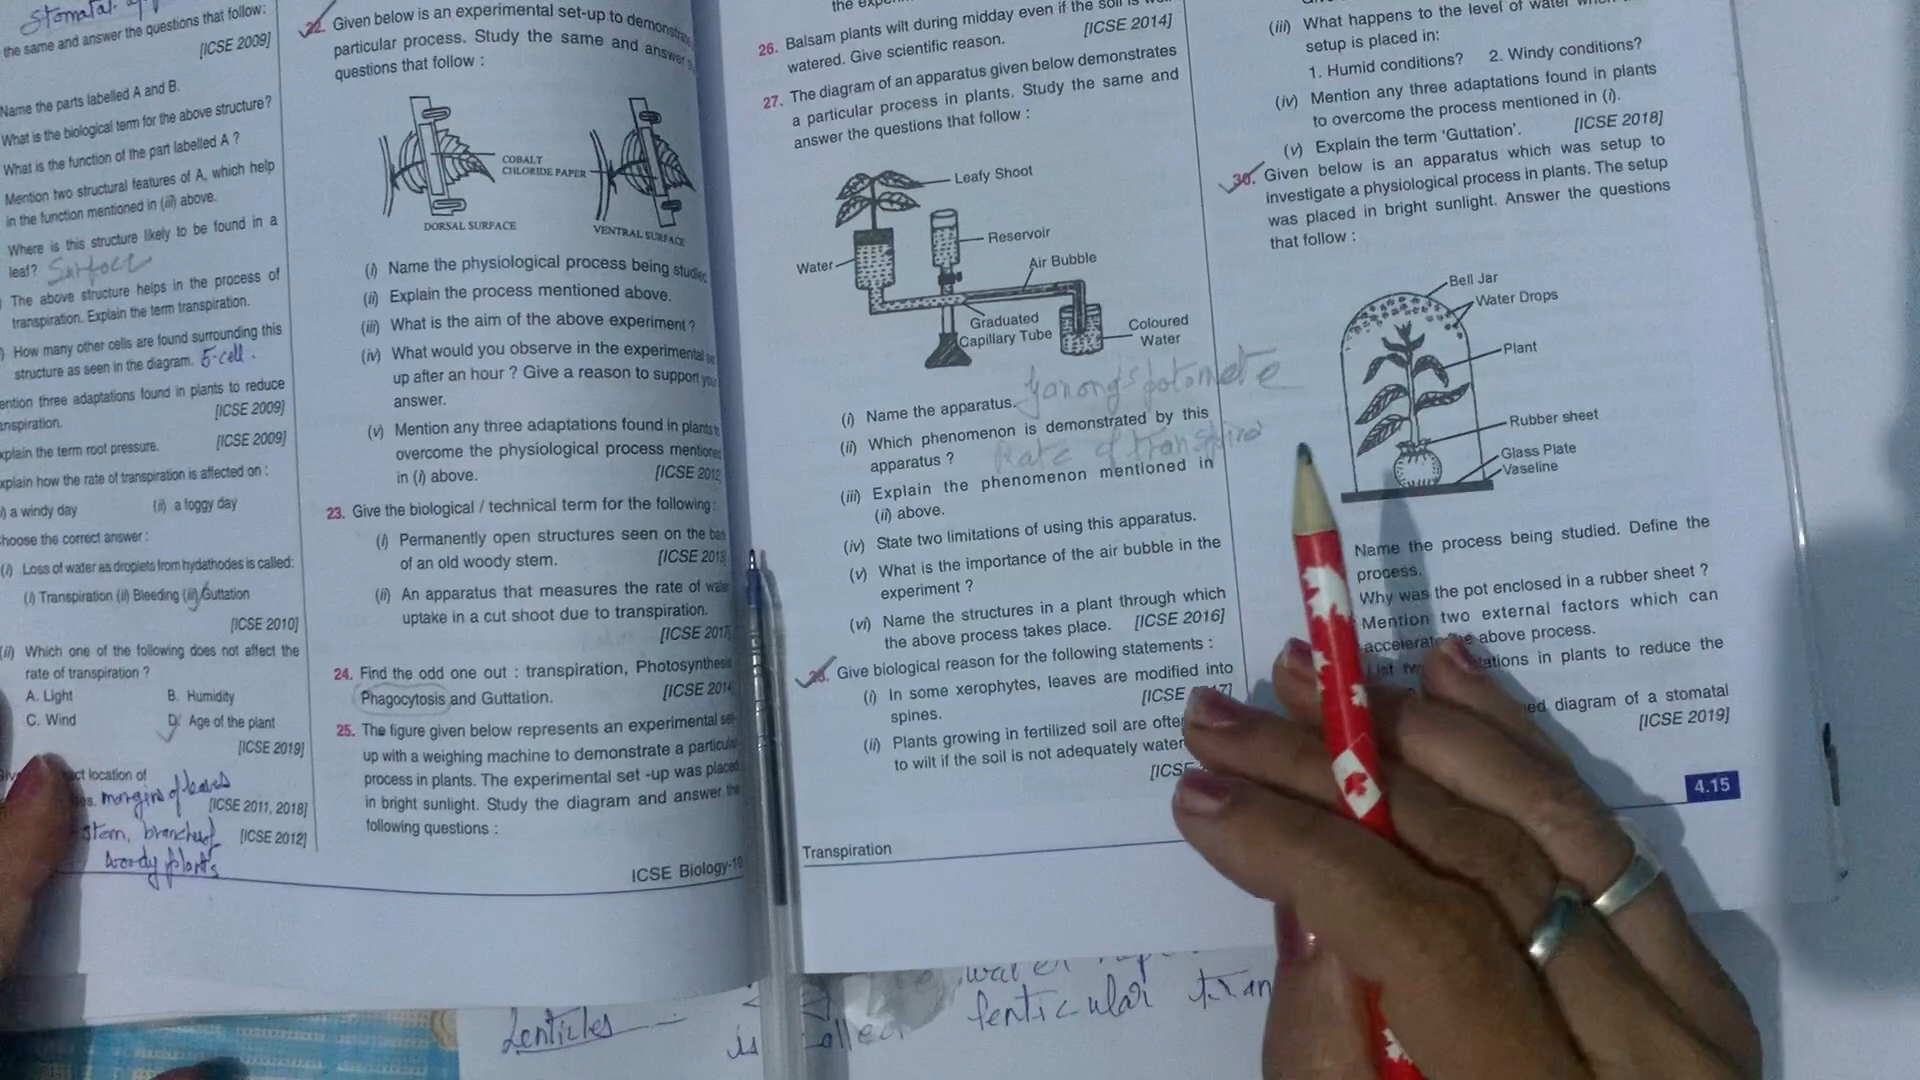 Stomatal
the same and answer the questions that follow:
[ICSE 2009]
Name the parts labelled A and B.
What is the biological term for the above structure?
What is the function of the part labelled A ?
Mention two structural features of A, which help
in the function mentioned in (iii) above.
Where is this structure likely to be found in a
leaf? Surface
The above structure helps in the process of
transpiration. Explain the term transpiration.
How many other cells are found surrounding this
structure as seen in the diagram. 5-cell.
three adaptations found in plants to reduce
[ICSE 2009]
explain the term root pressure. [ICSE 2009]
explain how the rate of transpiration is affected on :
a windy day (ii) a foggy day
choose the correct answer :
(i) Loss of water as droplets from hydathodes is called:
(i) Transpiration (ii) Bleeding (iii) Guttation
[ICSE 2010]
(ii) Which one of the following does not affect the
rate of transpiration ?
A. Light B. Humidity
C. Wind D. Age of the plant
[ICSE 2019]
location of
margins of leaves
[ICSE 2011, 2018]
stem, branches of [ICSE 2012]
woody plants
22. Given below is an experimental set-up to demonstrate
particular process. Study the same and answer
questions that follow :
COBALT
CHLORIDE PAPER
DORSAL SURFACE
VENTRAL SURFACE
(i) Name the physiological process being studied
(ii) Explain the process mentioned above.
(iii) What is the aim of the above experiment ?
(iv) What would you observe in the experimental
up after an hour ? Give a reason to support your
answer.
(v) Mention any three adaptations found in plants to
overcome the physiological process mentioned
in (i) above. [ICSE
23. Give the biological / technical term for the following:
(i) Permanently open structures seen on the bark
of an old woody stem. [ICSE 2013
(ii) An apparatus that measures the rate of water
uptake in a cut shoot due to transpiration.
[ICSE 2017]
24. Find the odd one out : transpiration, Photosynthesis
Phagocytosis and Guttation. [ICSE 2014
25. The figure given below represents an experimental set
up with a weighing machine to demonstrate a particular
process in plants. The experimental set -up was placed
in bright sunlight. Study the diagram and answer the
following questions :
ICSE Biology-10
26. Balsam plants wilt during midday even if the soil is well
watered. Give scientific reason. [ICSE 2014]
27. The diagram of an apparatus given below demonstrates
a particular process in plants. Study the same and
answer the questions that follow :
Leafy Shoot
Reservoir
Water
Air Bubble
Graduated
Capillary Tube
Coloured
Water
(i) Name the apparatus.
(ii) Which phenomenon is demonstrated by this
apparatus ? Rate of
(iii) Explain the phenomenon mentioned in
(ii) above.
(iv) State two limitations of using this apparatus.
(v) What is the importance of the air bubble in the
experiment ?
(vi) Name the structures in a plant through which
the above process takes place. [ICSE 2016]
Give biological reason for the following statements :
(i) In some xerophytes, leaves are modified into
spines. [ICSE
(ii) Plants growing in fertilized soil are often
to wilt if the soil is not adequately water
[ICSE
Transpiration
(iii) What happens to the level of water when
setup is placed in:
1. Humid conditions? 2. Windy conditions?
(iv) Mention any three adaptations found in plants
to overcome the process mentioned in (i).
(v) Explain the term 'Guttation'. [ICSE 2018]
30. Given below is an apparatus which was setup to
investigate a physiological process in plants. The setup
was placed in bright sunlight. Answer the questions
that follow :
Bell Jar
Water Drops
Plant
Rubber sheet
Glass Plate
Vaseline
Name the process being studied. Define the
process.
Why was the pot enclosed in a rubber sheet ?
Mention two external factors which can
accelerate the above process.
in plants to reduce the
diagram of a stomatal
[ICSE 2019]
4.15
Lenticles
is
lenticular tran